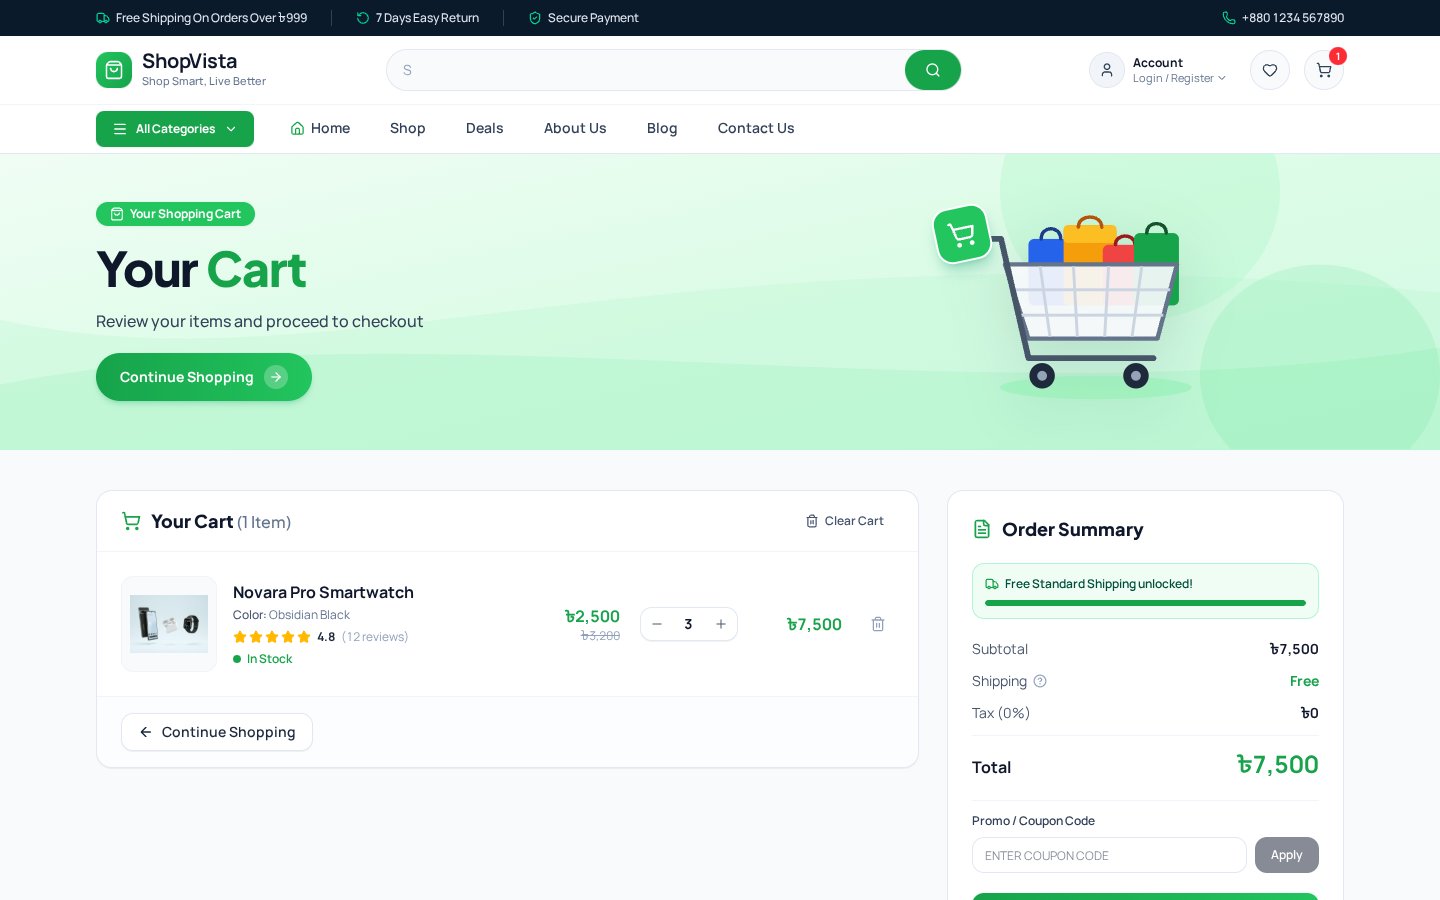 Free Shipping On Orders Over ৳999
7 Days Easy Return
Secure Payment
+880 1234 567890
ShopVista
Shop Smart, Live Better
S
Account
Login / Register
1
All Categories
Home
Shop
Deals
About Us
Blog
Contact Us
Your Shopping Cart
Your Cart
Review your items and proceed to checkout
Continue Shopping
Your Cart (1 Item)
Clear Cart
Novara Pro Smartwatch
Color: Obsidian Black
4.8 (12 reviews)
In Stock
৳2,500
৳3,200
3
৳7,500
Continue Shopping
Order Summary
Free Standard Shipping unlocked!
Subtotal ৳7,500
Shipping Free
Tax (0%) ৳0
Total ৳7,500
Promo / Coupon Code
ENTER COUPON CODE
Apply